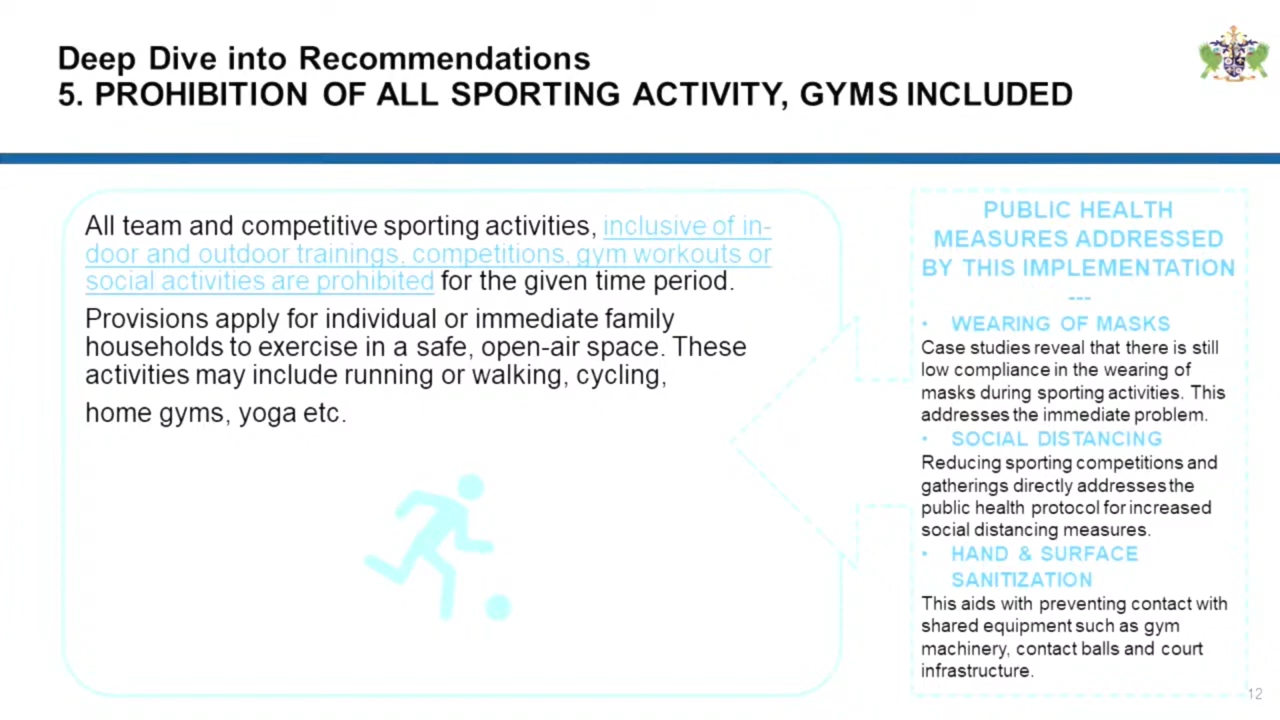 Deep Dive into Recommendations
5. PROHIBITION OF ALL SPORTING ACTIVITY, GYMS INCLUDED
All team and competitive sporting activities, inclusive of in-
door and outdoor trainings, competitions, gym workouts or
social activities are prohibited for the given time period.
Provisions apply for individual or immediate family
households to exercise in a safe, open-air space. These
activities may include running or walking, cycling,
home gyms, yoga etc.
PUBLIC HEALTH
MEASURES ADDRESSED
BY THIS IMPLEMENTATION
---
• WEARING OF MASKS
Case studies reveal that there is still
low compliance in the wearing of
masks during sporting activities. This
addresses the immediate problem.
• SOCIAL DISTANCING
Reducing sporting competitions and
gatherings directly addresses the
public health protocol for increased
social distancing measures.
• HAND & SURFACE
SANITIZATION
This aids with preventing contact with
shared equipment such as gym
machinery, contact balls and court
infrastructure.
12